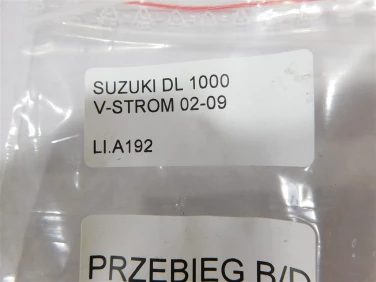 SUZUKI DL 1000
V-STROM 02-09
LI.A192
PRZEBIEG B/D